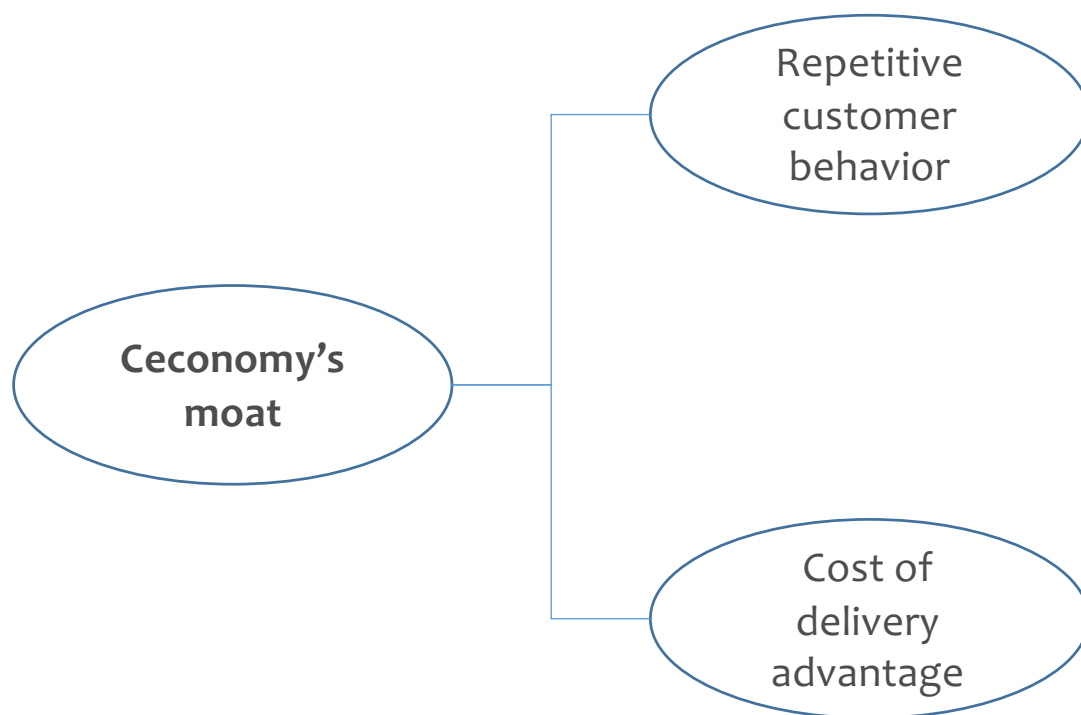 Repetitive
customer
behavior
Ceconomy’s
moat
Cost of
delivery
advantage